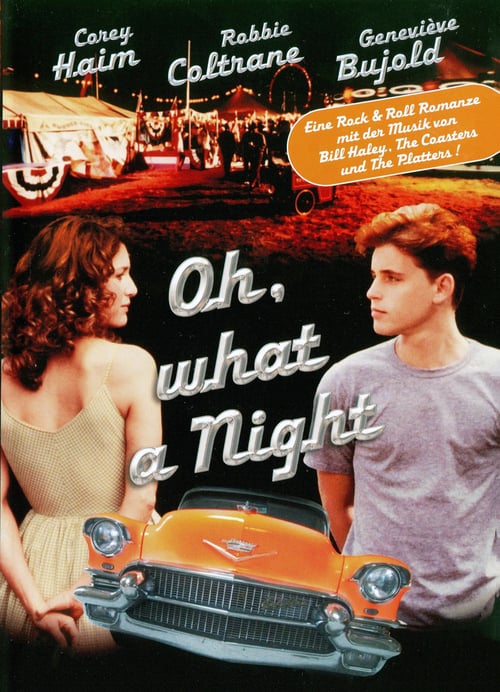 Corey
Haim
Robbie
Coltrane
Geneviève
Bujold
Eine Rock & Roll Romanze
mit der Musik von
Bill Haley, The Coasters
und The Platters !
Oh,
what
a Night